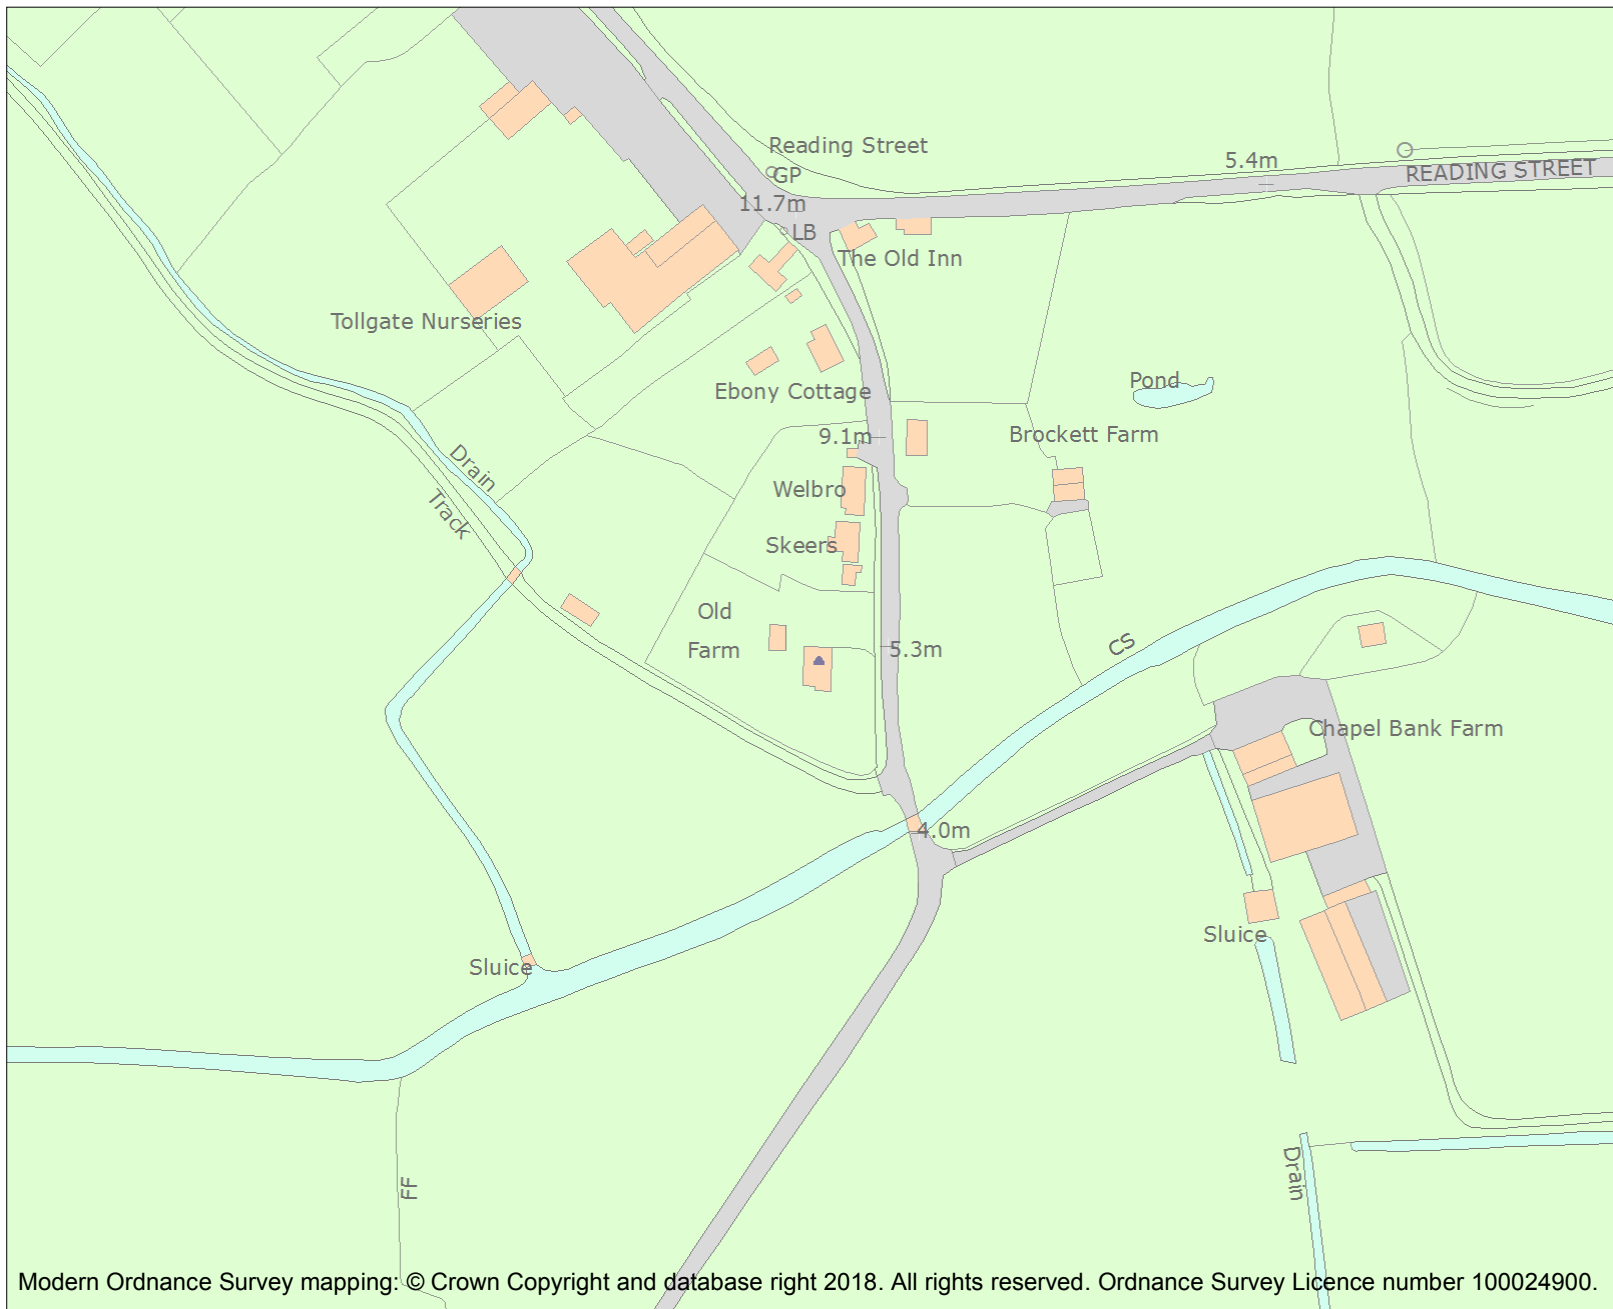 Reading Street
GP
5.4m
READING STREET
11.7m
LB
The Old Inn
Tollgate Nurseries
Pond
Ebony Cottage
9.1m
Brockett Farm
Drain
Track
Welbro
Skeers
Old
Farm
5.3m
CS
Chapel Bank Farm
4.0m
Sluice
Sluice
FF
Drain
Modern Ordnance Survey mapping: © Crown Copyright and database right 2018. All rights reserved. Ordnance Survey Licence number 100024900.